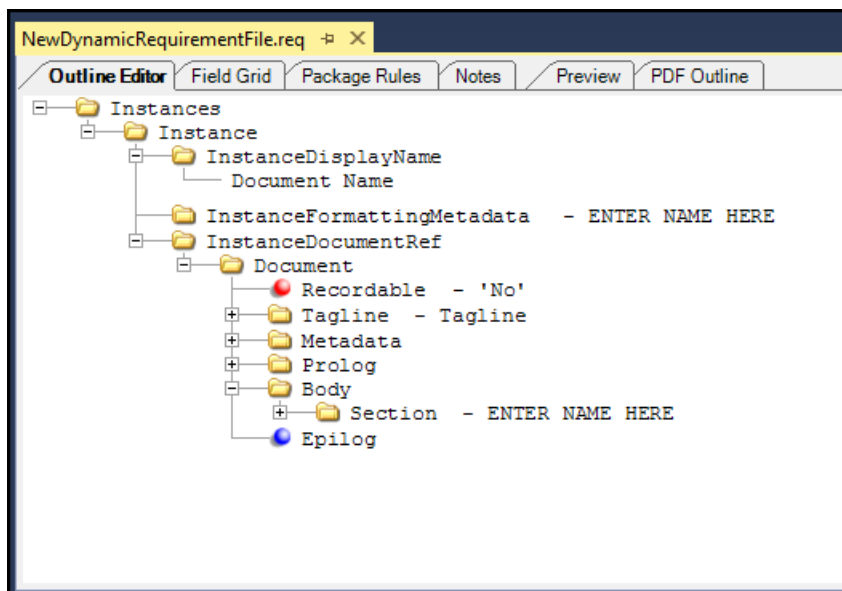 NewDynamicRequirementFile.req
Outline Editor Field Grid Package Rules Notes Preview PDF Outline
Instances
Instance
InstanceDisplayName
Document Name
InstanceFormattingMetadata - ENTER NAME HERE
InstanceDocumentRef
Document
Recordable - 'No'
Tagline - Tagline
Metadata
Prolog
Body
Section - ENTER NAME HERE
Epilog